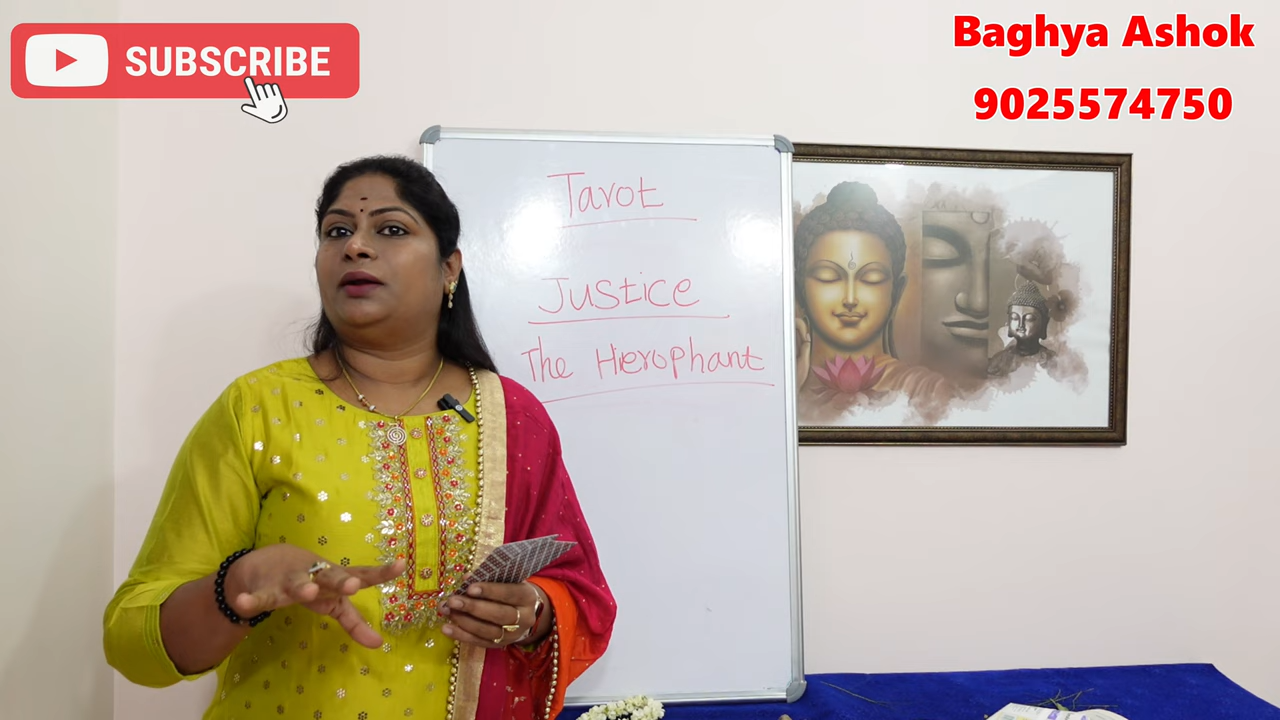 SUBSCRIBE
Baghya Ashok
9025574750
Tarot
Justice
The Hierophant